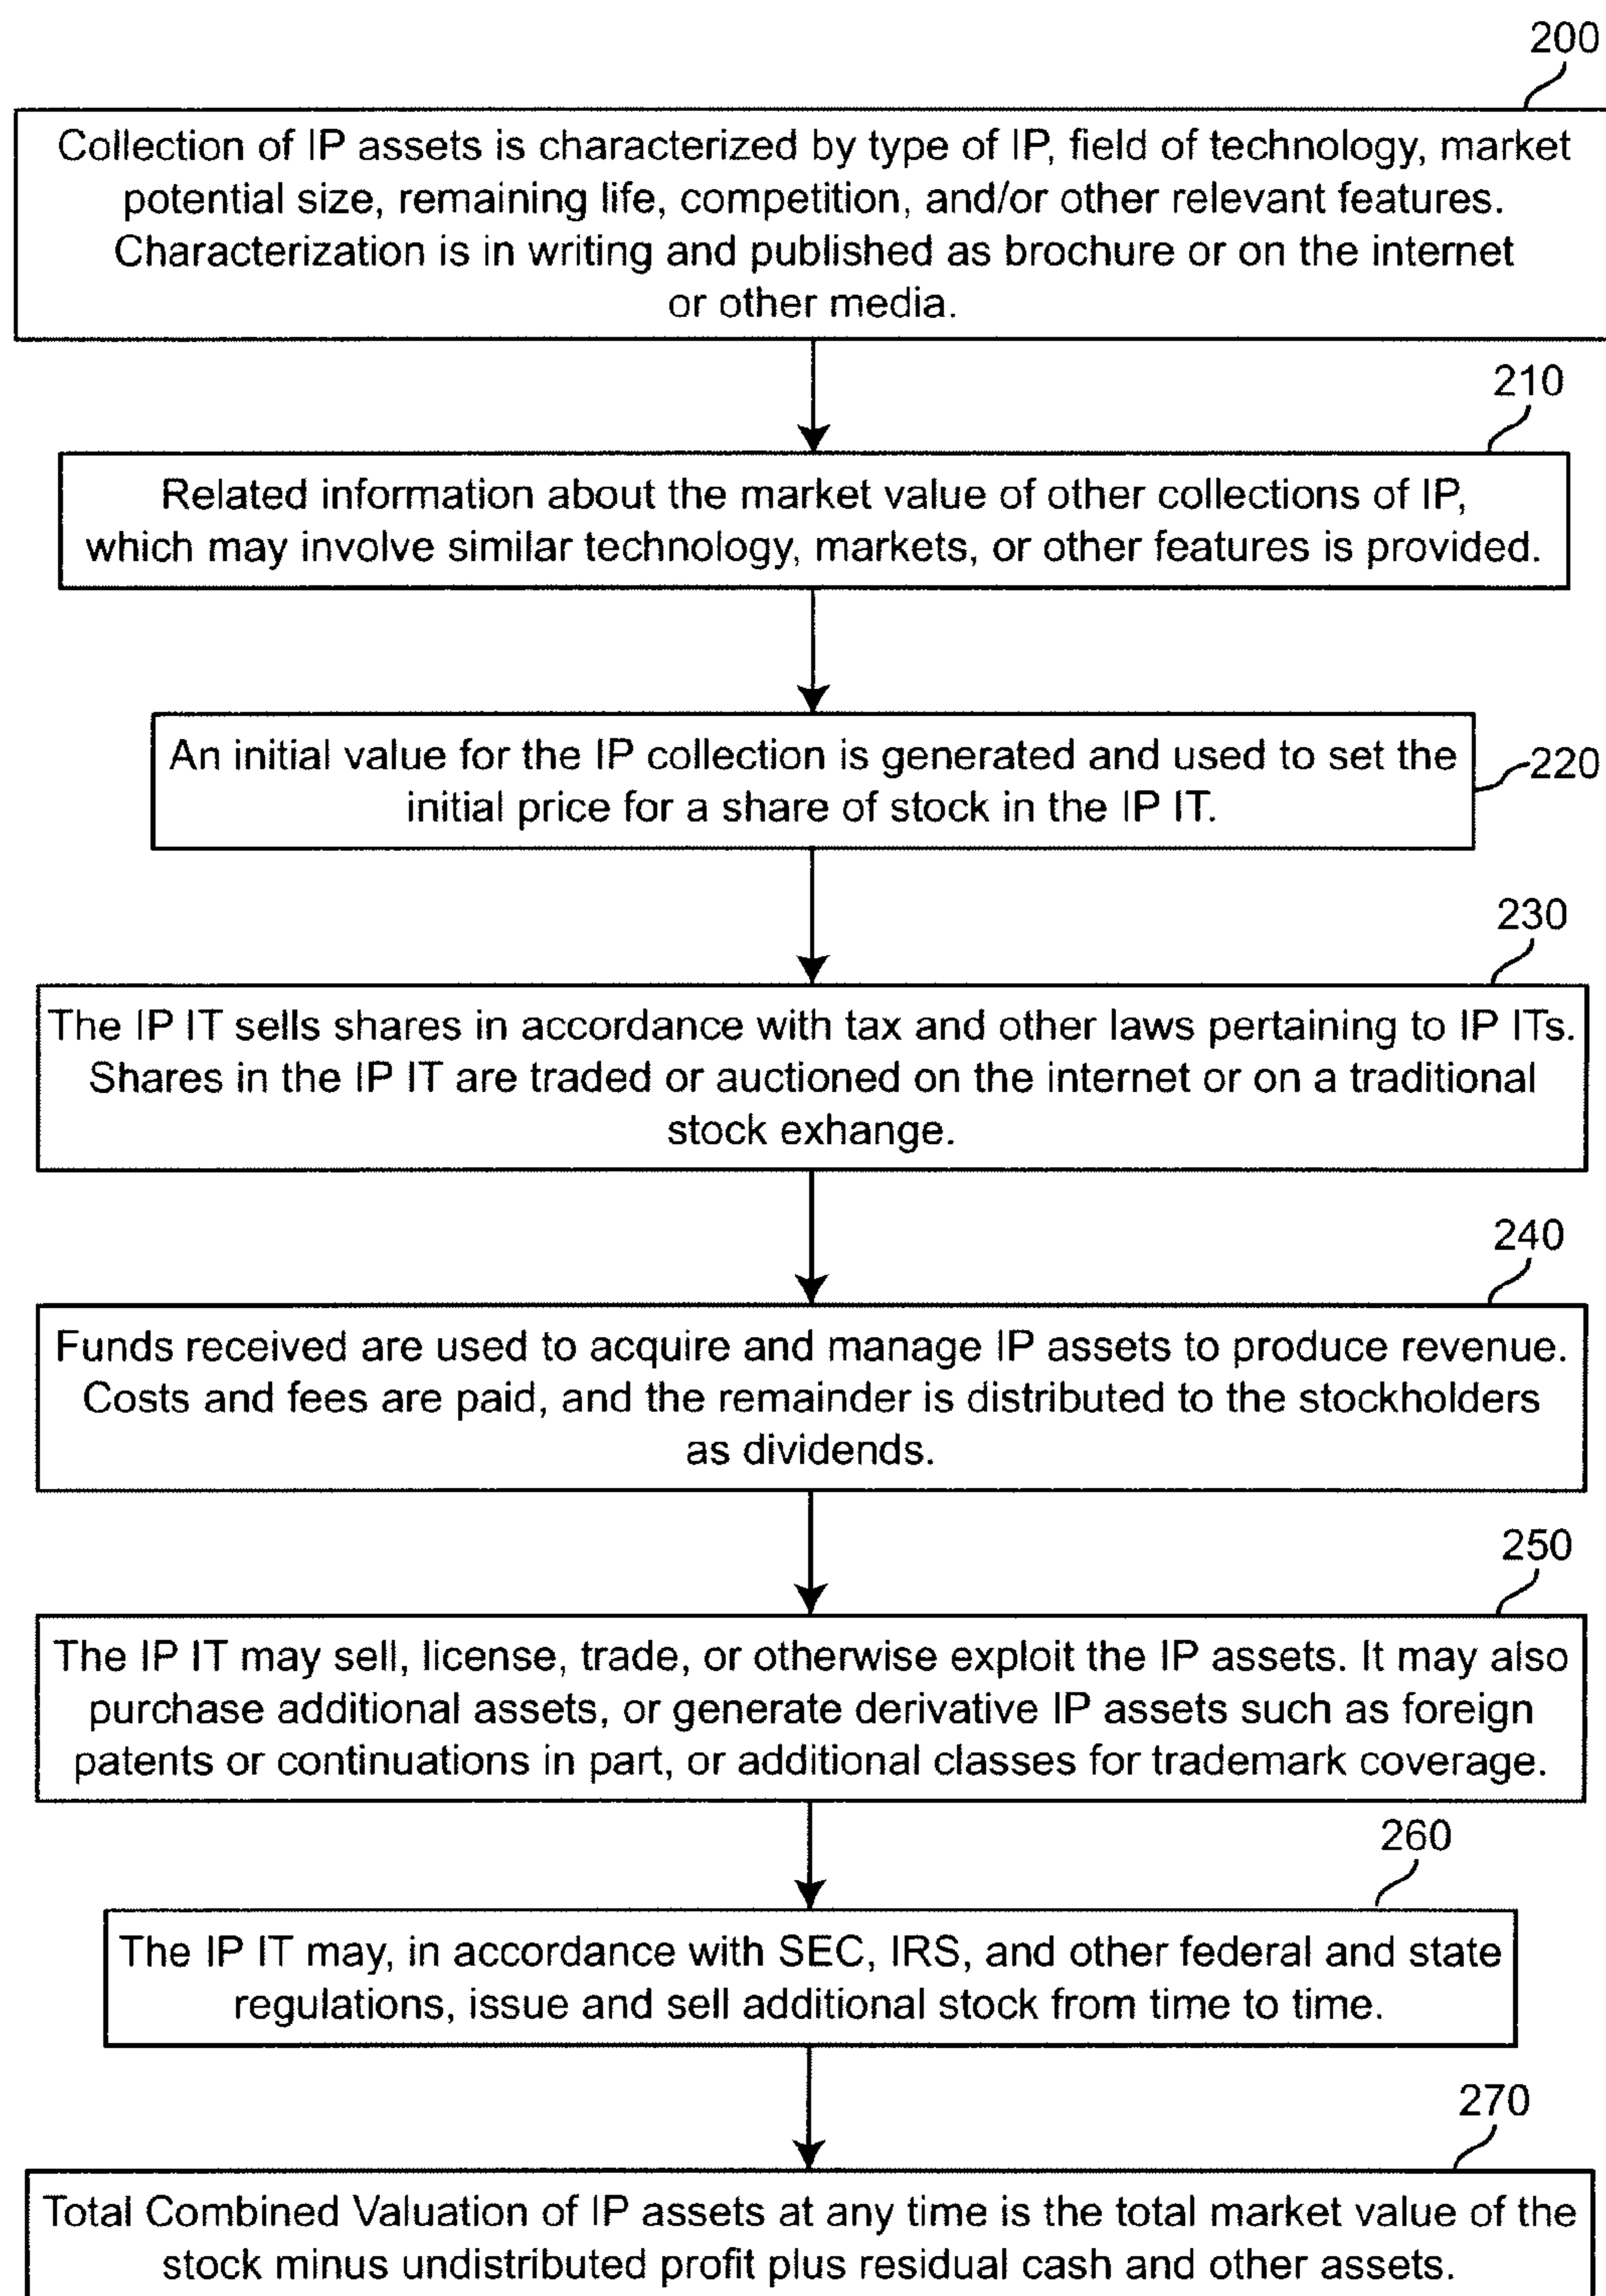 200
Collection of IP assets is characterized by type of IP, field of technology, market
potential size, remaining life, competition, and/or other relevant features.
Characterization is in writing and published as brochure or on the internet
or other media.
210
Related information about the market value of other collections of IP,
which may involve similar technology, markets, or other features is provided.
An initial value for the IP collection is generated and used to set the
initial price for a share of stock in the IP IT.
220
230
The IP IT sells shares in accordance with tax and other laws pertaining to IP ITs.
Shares in the IP IT are traded or auctioned on the internet or on a traditional
stock exhange.
240
Funds received are used to acquire and manage IP assets to produce revenue.
Costs and fees are paid, and the remainder is distributed to the stockholders
as dividends.
250
The IP IT may sell, license, trade, or otherwise exploit the IP assets. It may also
purchase additional assets, or generate derivative IP assets such as foreign
patents or continuations in part, or additional classes for trademark coverage.
260
The IP IT may, in accordance with SEC, IRS, and other federal and state
regulations, issue and sell additional stock from time to time.
270
Total Combined Valuation of IP assets at any time is the total market value of the
stock minus undistributed profit plus residual cash and other assets.